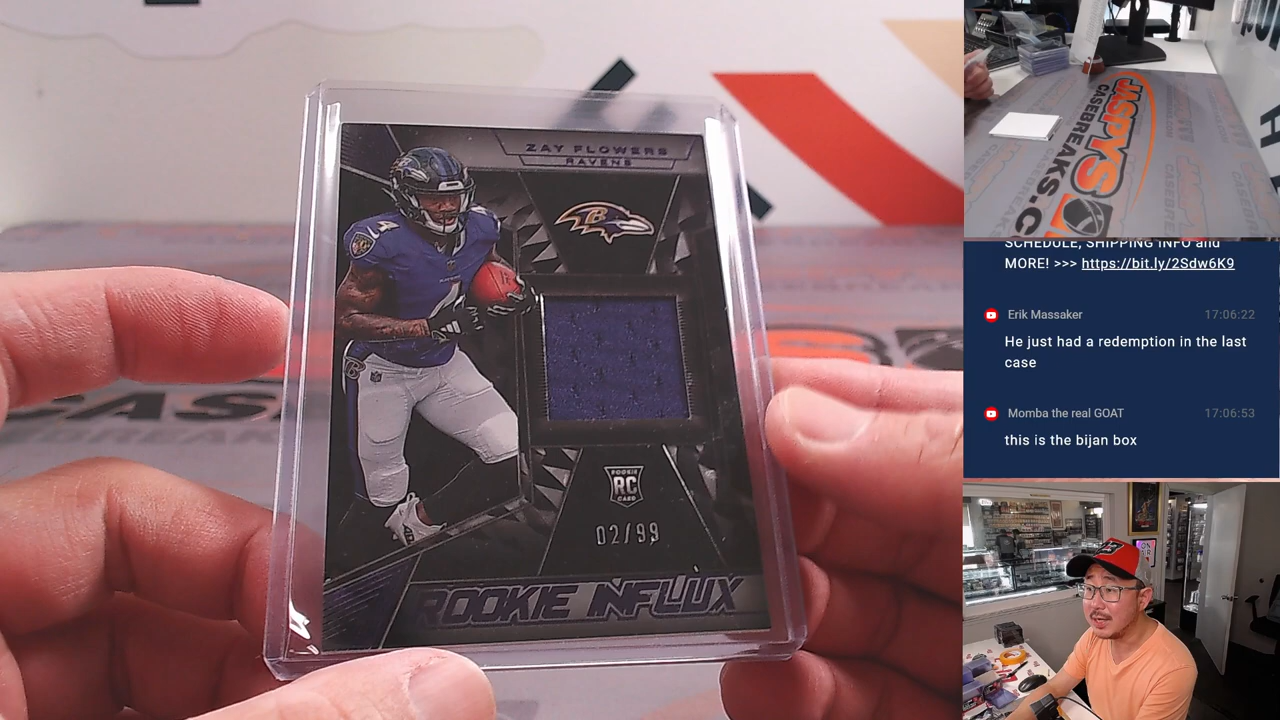 ZAY FLOWERS
RAVENS
4
B
ROOKIE
RC
CARD
02/99
ROOKIE INFLUX
JASPYS
CASEBREAKS.C
SCHEDULE, SHIPPING INFO and
MORE! >>> https://bit.ly/2Sdw6K9
Erik Massaker 17:06:22
He just had a redemption in the last
case
Momba the real GOAT 17:06:53
this is the bijan box